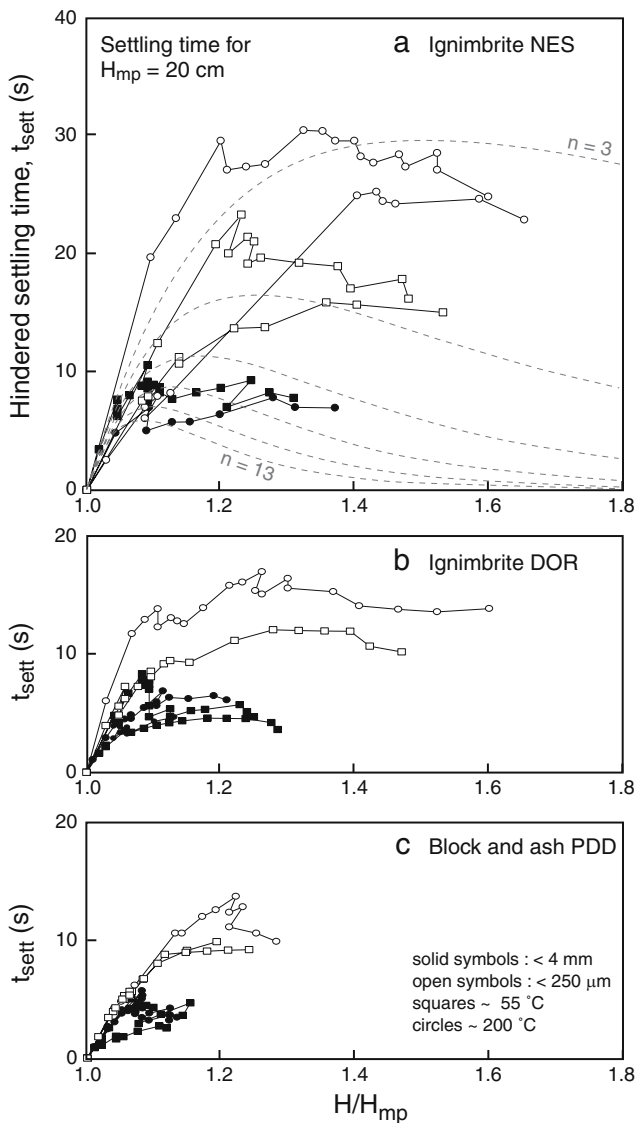 40
30
20
10
0
Hindered settling time, t_sett (s)
Settling time for
H_mp = 20 cm
a Ignimbrite NES
n = 3
n = 13
1.0 1.2 1.4 1.6 1.8
20
10
0
t_sett (s)
b Ignimbrite DOR
1.0 1.2 1.4 1.6 1.8
20
10
0
t_sett (s)
c Block and ash PDD
solid symbols : < 4 mm
open symbols : < 250 μm
squares ~ 55 °C
circles ~ 200 °C
1.0 1.2 1.4 1.6 1.8
H/H_mp